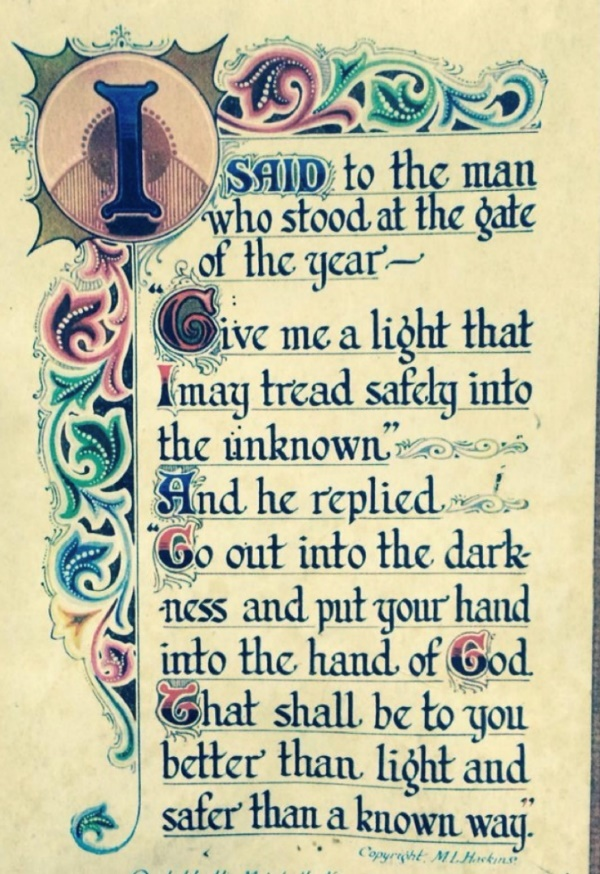 I SAID to the man
who stood at the gate
of the year—
"Give me a light that
I may tread safely into
the unknown"
And he replied
"Go out into the dark-
ness and put your hand
into the hand of God
That shall be to you
better than light and
safer than a known way".
Copyright. M L Haskins.